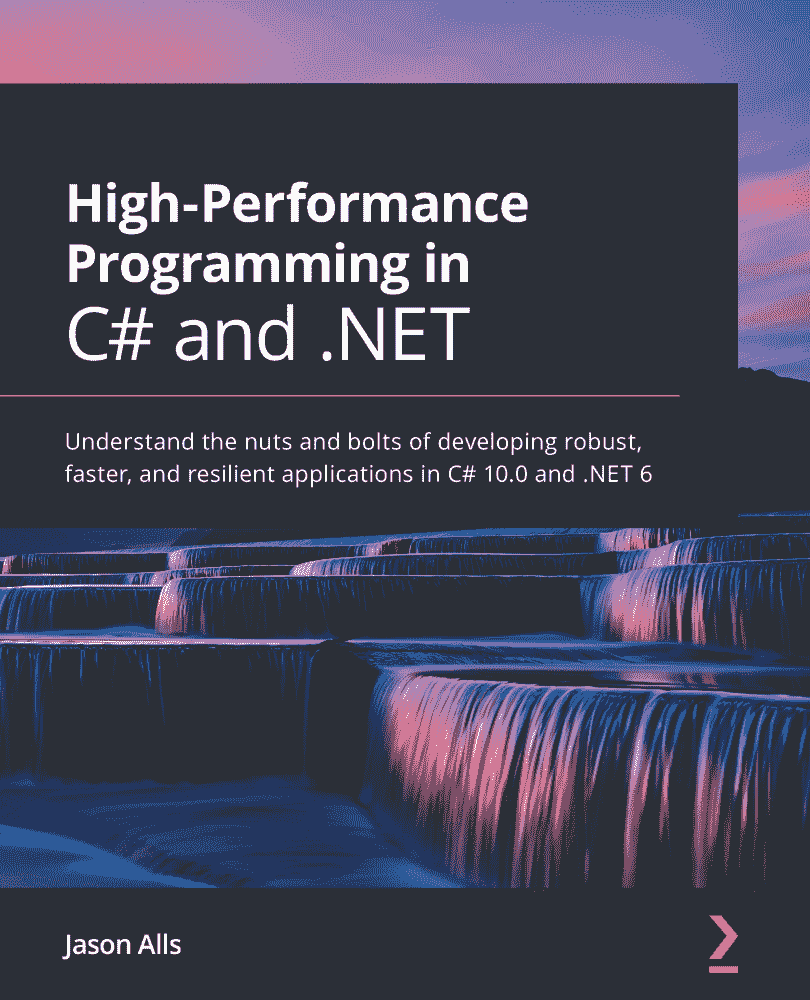 High-Performance
Programming in
C# and .NET
Understand the nuts and bolts of developing robust,
faster, and resilient applications in C# 10.0 and .NET 6
Jason Alls